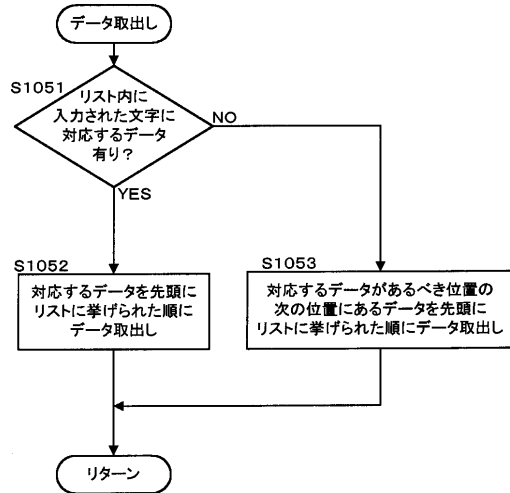 データ取出し
S1051
リスト内に
入力された文字に
対応するデータ
有り?
NO
YES
S1052
対応するデータを先頭に
リストに挙げられた順に
データ取出し
S1053
対応するデータがあるべき位置の
次の位置にあるデータを先頭に
リストに挙げられた順にデータ取出し
リターン